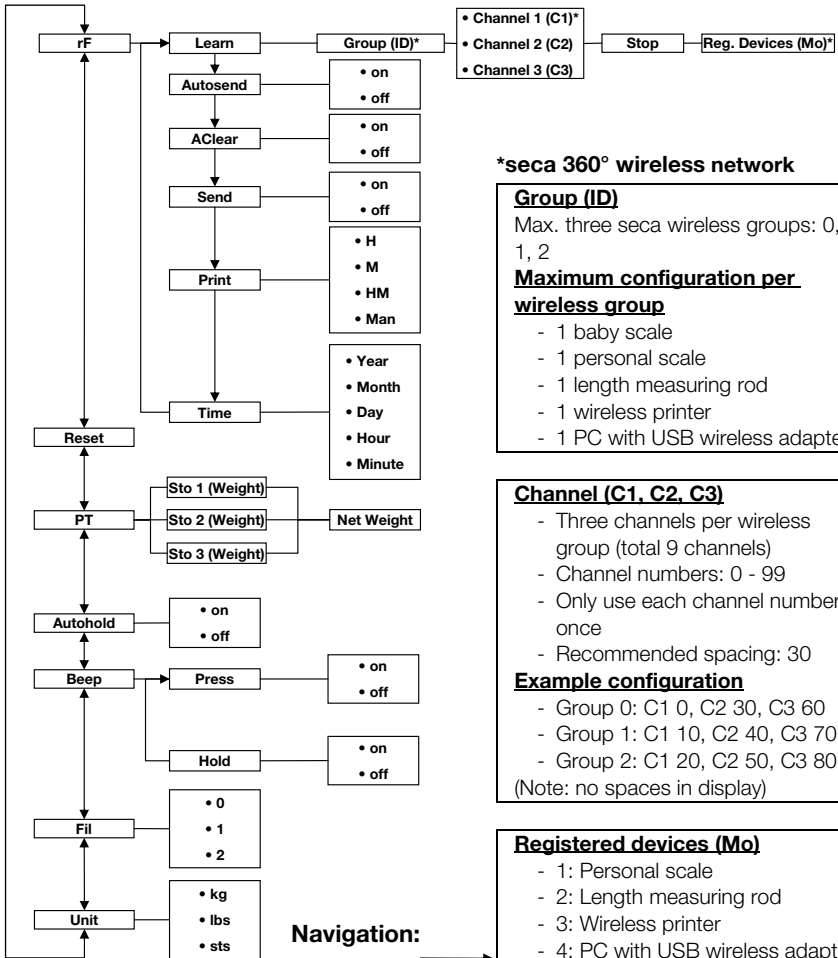 rF
Learn
Group (ID)*
• Channel 1 (C1)*
• Channel 2 (C2)
• Channel 3 (C3)
Stop
Reg. Devices (Mo)*
Autosend
• on
• off
AClear
• on
• off
Send
• on
• off
Print
• H
• M
• HM
• Man
Time
• Year
• Month
• Day
• Hour
• Minute
Reset
PT
Sto 1 (Weight)
Sto 2 (Weight)
Sto 3 (Weight)
Net Weight
Autohold
• on
• off
Beep
Press
• on
• off
Hold
• on
• off
Fil
• 0
• 1
• 2
Unit
• kg
• lbs
• sts
Navigation:
*seca 360° wireless network
Group (ID)
Max. three seca wireless groups: 0,
1, 2
Maximum configuration per
wireless group
- 1 baby scale
- 1 personal scale
- 1 length measuring rod
- 1 wireless printer
- 1 PC with USB wireless
Channel (C1, C2, C3)
- Three channels per wireless
group (total 9 channels)
- Channel numbers: 0 - 99
- Only use each channel number
once
- Recommended spacing: 30
Example configuration
- Group 0: C1 0, C2 30, C3 60
- Group 1: C1 10, C2 40, C3 70
- Group 2: C1 20, C2 50, C3 80
(Note: no spaces in display)
Registered devices (Mo)
- 1: Personal scale
- 2: Length measuring rod
- 3: Wireless printer
- 4: PC with USB wireless